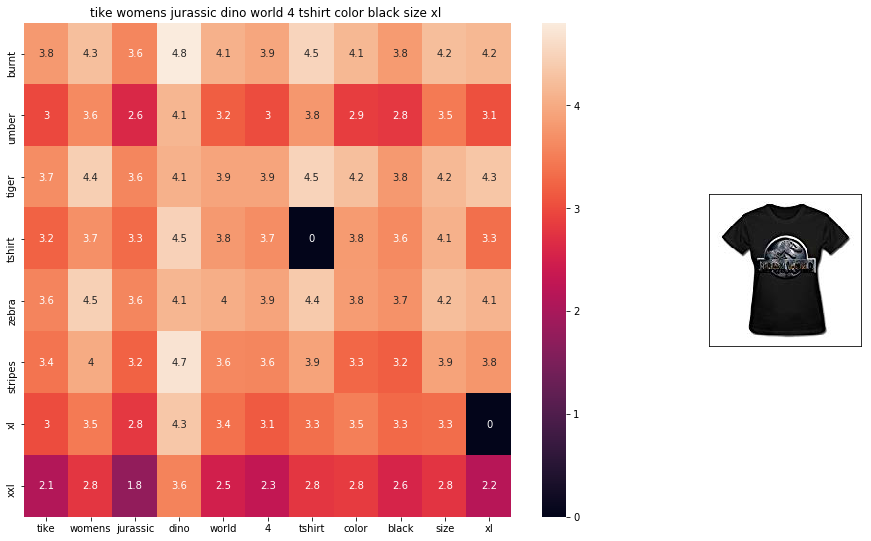 tike womens jurassic dino world 4 tshirt color black size xl
burnt 3.8 4.3 3.6 4.8 4.1 3.9 4.5 4.1 3.8 4.2 4.2
umber 3 3.6 2.6 4.1 3.2 3 3.8 2.9 2.8 3.5 3.1
tiger 3.7 4.4 3.6 4.1 3.9 3.9 4.5 4.2 3.8 4.2 4.3
tshirt 3.2 3.7 3.3 4.5 3.8 3.7 0 3.8 3.6 4.1 3.3
zebra 3.6 4.5 3.6 4.1 4 3.9 4.4 3.8 3.7 4.2 4.1
stripes 3.4 4 3.2 4.7 3.6 3.6 3.9 3.3 3.2 3.9 3.8
xl 3 3.5 2.8 4.3 3.4 3.1 3.3 3.5 3.3 3.3 0
xxl 2.1 2.8 1.8 3.6 2.5 2.3 2.8 2.8 2.6 2.8 2.2
tike womens jurassic dino world 4 tshirt color black size xl
4
3
2
1
0